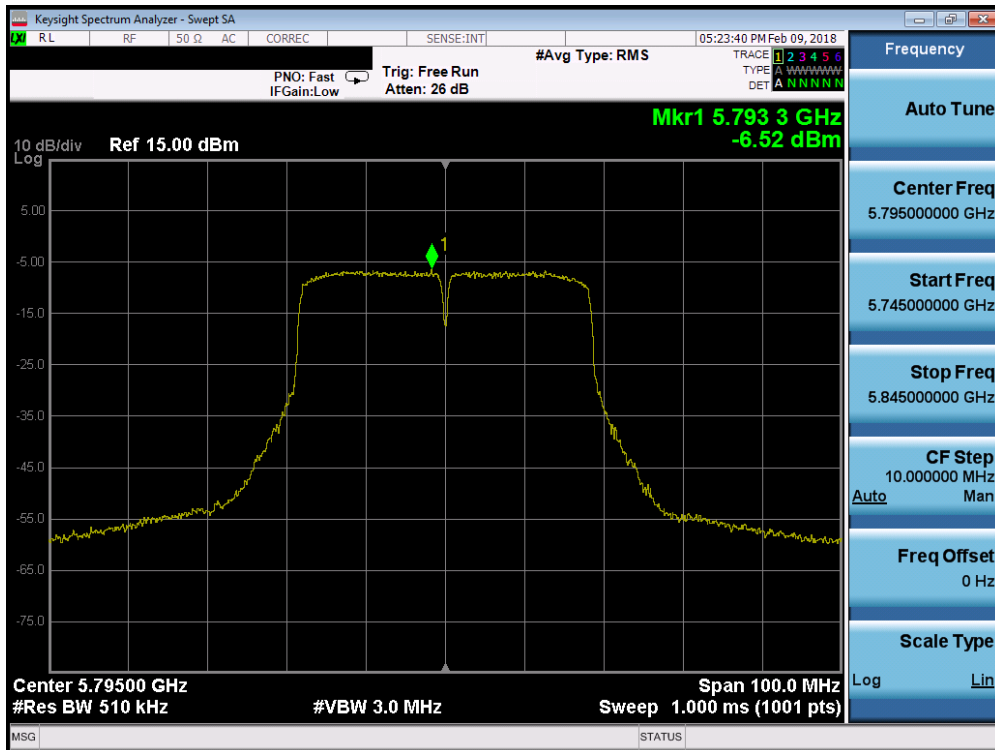 Keysight Spectrum Analyzer - Swept SA
LXI RL RF 50 Ω AC CORREC SENSE:INT 05:23:40 PM Feb 09, 2018
#Avg Type: RMS TRACE 1 2 3 4 5 6
PNO: Fast Trig: Free Run TYPE A WWWWW
IFGain:Low Atten: 26 dB DET A N N N N N
Mkr1 5.793 3 GHz
-6.52 dBm
10 dB/div Ref 15.00 dBm
Log
5.00
-5.00
-15.0
-25.0
-35.0
-45.0
-55.0
-65.0
-75.0
1
Center 5.79500 GHz Span 100.0 MHz
#Res BW 510 kHz #VBW 3.0 MHz Sweep 1.000 ms (1001 pts)
MSG STATUS
Frequency
Auto Tune
Center Freq
5.795000000 GHz
Start Freq
5.745000000 GHz
Stop Freq
5.845000000 GHz
CF Step
10.000000 MHz
Auto Man
Freq Offset
0 Hz
Scale Type
Log Lin